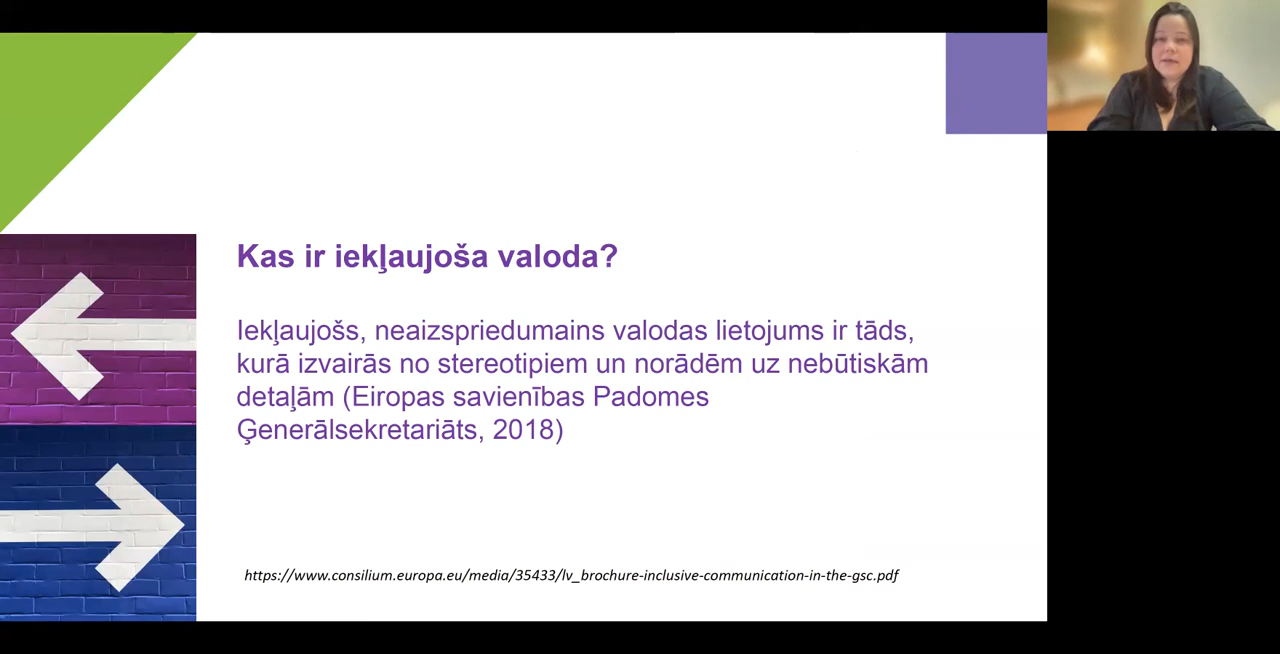 Kas ir iekļaujoša valoda?
Iekļaujošs, neaizspriedumains valodas lietojums ir tāds,
kurā izvairās no stereotipiem un norādēm uz nebūtiskām
detaļām (Eiropas savienības Padomes
Ģenerālsekretariāts, 2018)
https://www.consilium.europa.eu/media/35433/lv_brochure-inclusive-communication-in-the-gsc.pdf